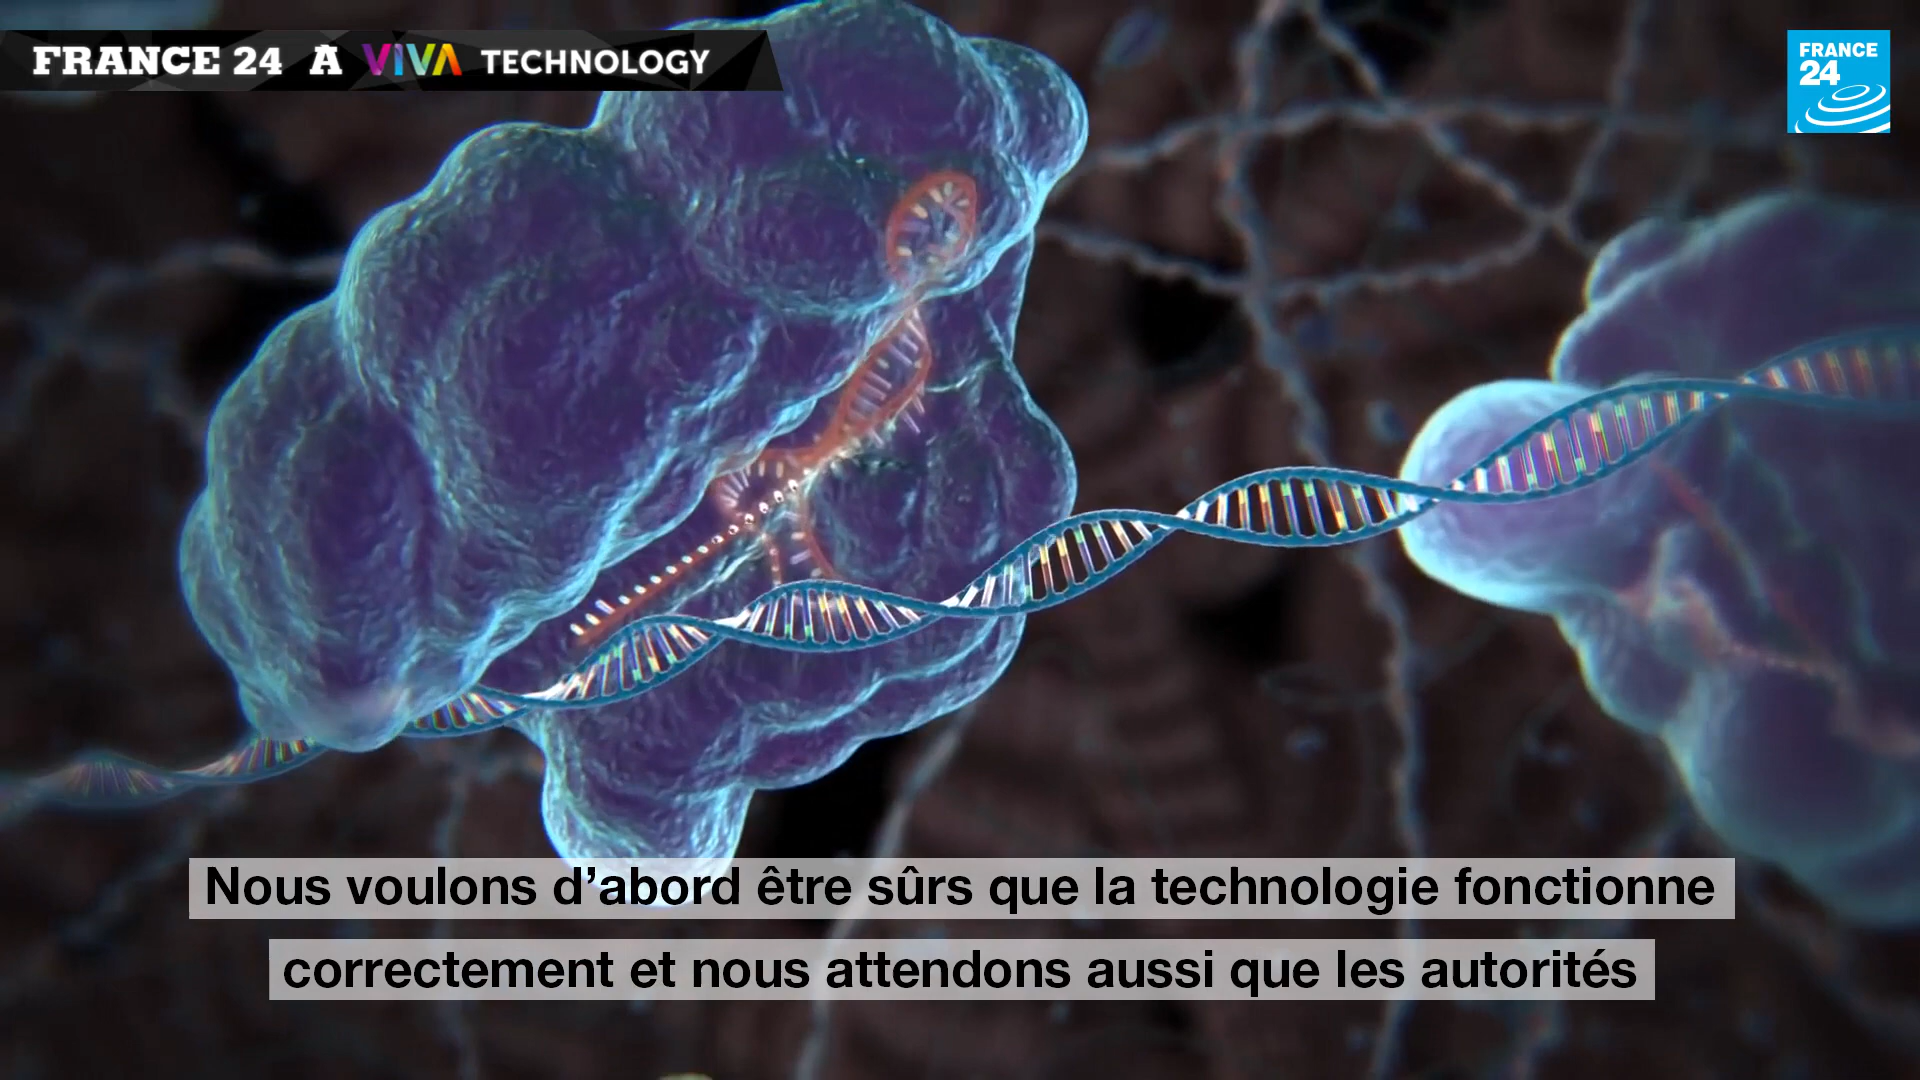 FRANCE 24 À VIVA TECHNOLOGY
FRANCE
24
Nous voulons d’abord être sûrs que la technologie fonctionne
correctement et nous attendons aussi que les autorités